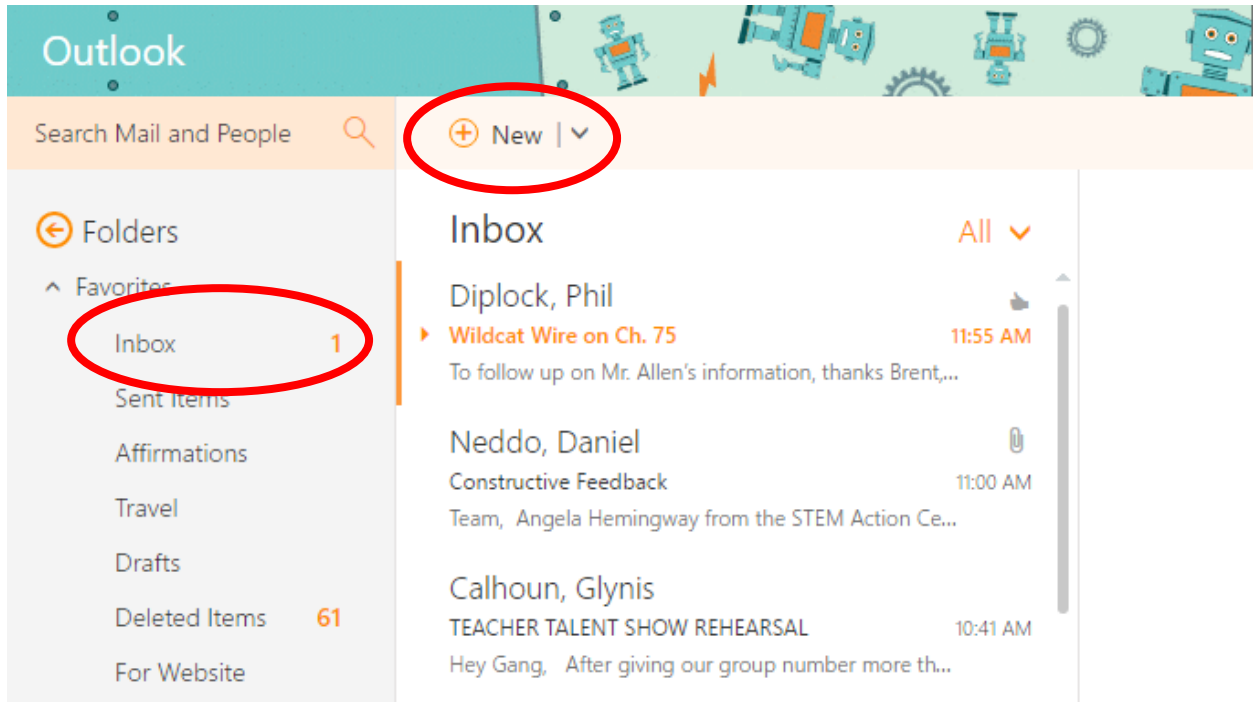 Outlook
Search Mail and People
New
Folders
Favorites
Inbox 1
Sent Items
Affirmations
Travel
Drafts
Deleted Items 61
For Website
Inbox All
Diplock, Phil
Wildcat Wire on Ch. 75 11:55 AM
To follow up on Mr. Allen's information, thanks Brent,...
Neddo, Daniel
Constructive Feedback 11:00 AM
Team, Angela Hemingway from the STEM Action Ce...
Calhoun, Glynis
TEACHER TALENT SHOW REHEARSAL 10:41 AM
Hey Gang, After giving our group number more th...